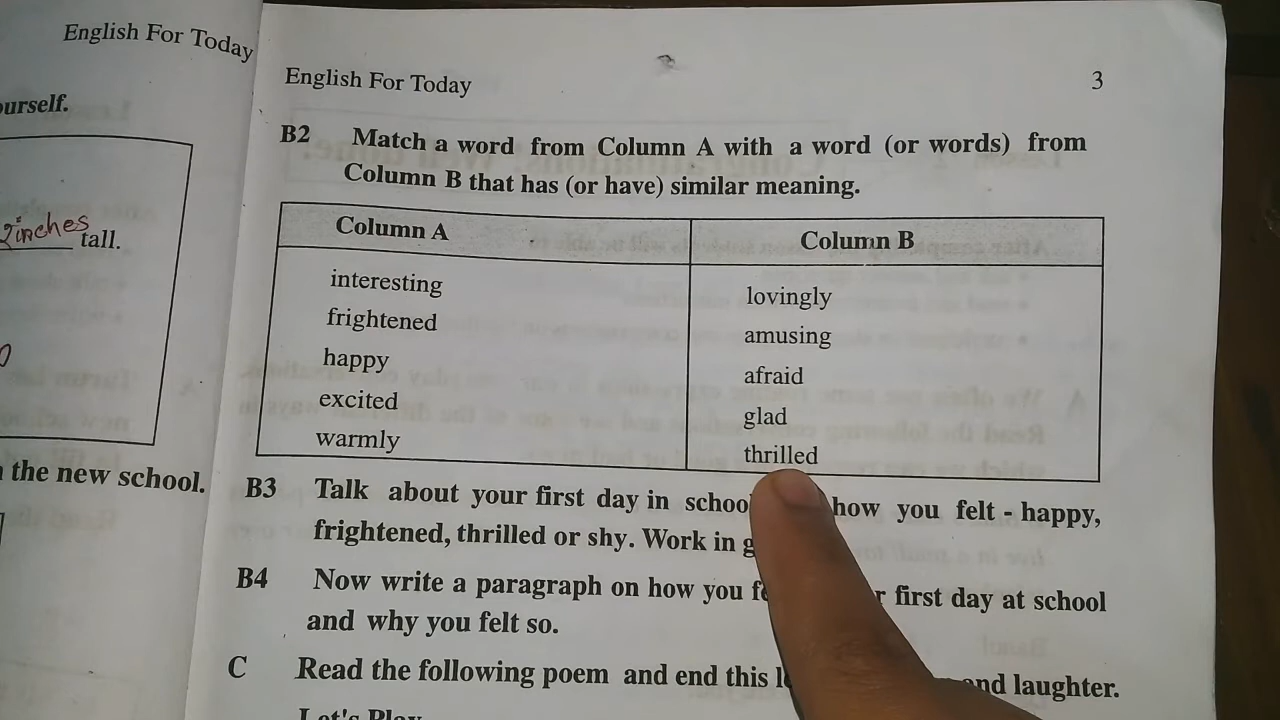 English For Today
ourself.
2inches tall.
the new school.
English For Today 3
B2 Match a word from Column A with a word (or words) from
Column B that has (or have) similar meaning.
Column A Column B
interesting lovingly
frightened amusing
happy afraid
excited glad
warmly thrilled
B3 Talk about your first day in schoo how you felt - happy,
frightened, thrilled or shy. Work in g
B4 Now write a paragraph on how you f first day at school
and why you felt so.
C Read the following poem and end this l and laughter.
Let's Play